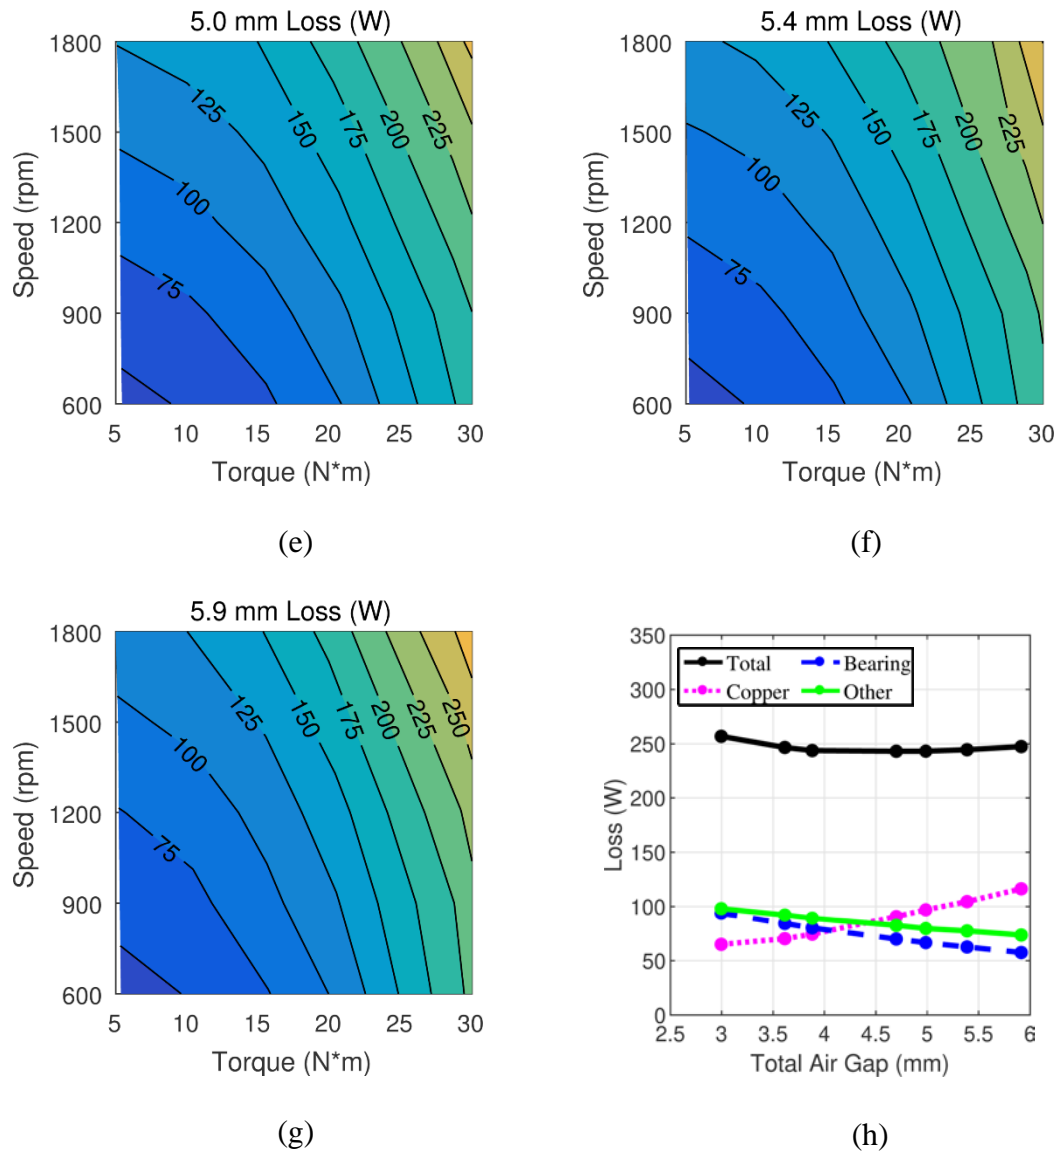 5.0 mm Loss (W)
1800
1500
1200
900
600
Speed (rpm)
125
150
175
200
225
100
75
5 10 15 20 25 30
Torque (N*m)
(e)
5.4 mm Loss (W)
1800
1500
1200
900
600
Speed (rpm)
125
150
175
200
225
100
75
5 10 15 20 25 30
Torque (N*m)
(f)
5.9 mm Loss (W)
1800
1500
1200
900
600
Speed (rpm)
125
150
175
200
225
250
100
75
5 10 15 20 25 30
Torque (N*m)
(g)
350
300
250
200
150
100
50
0
Loss (W)
Total Bearing
Copper Other
2.5 3 3.5 4 4.5 5 5.5 6
Total Air Gap (mm)
(h)